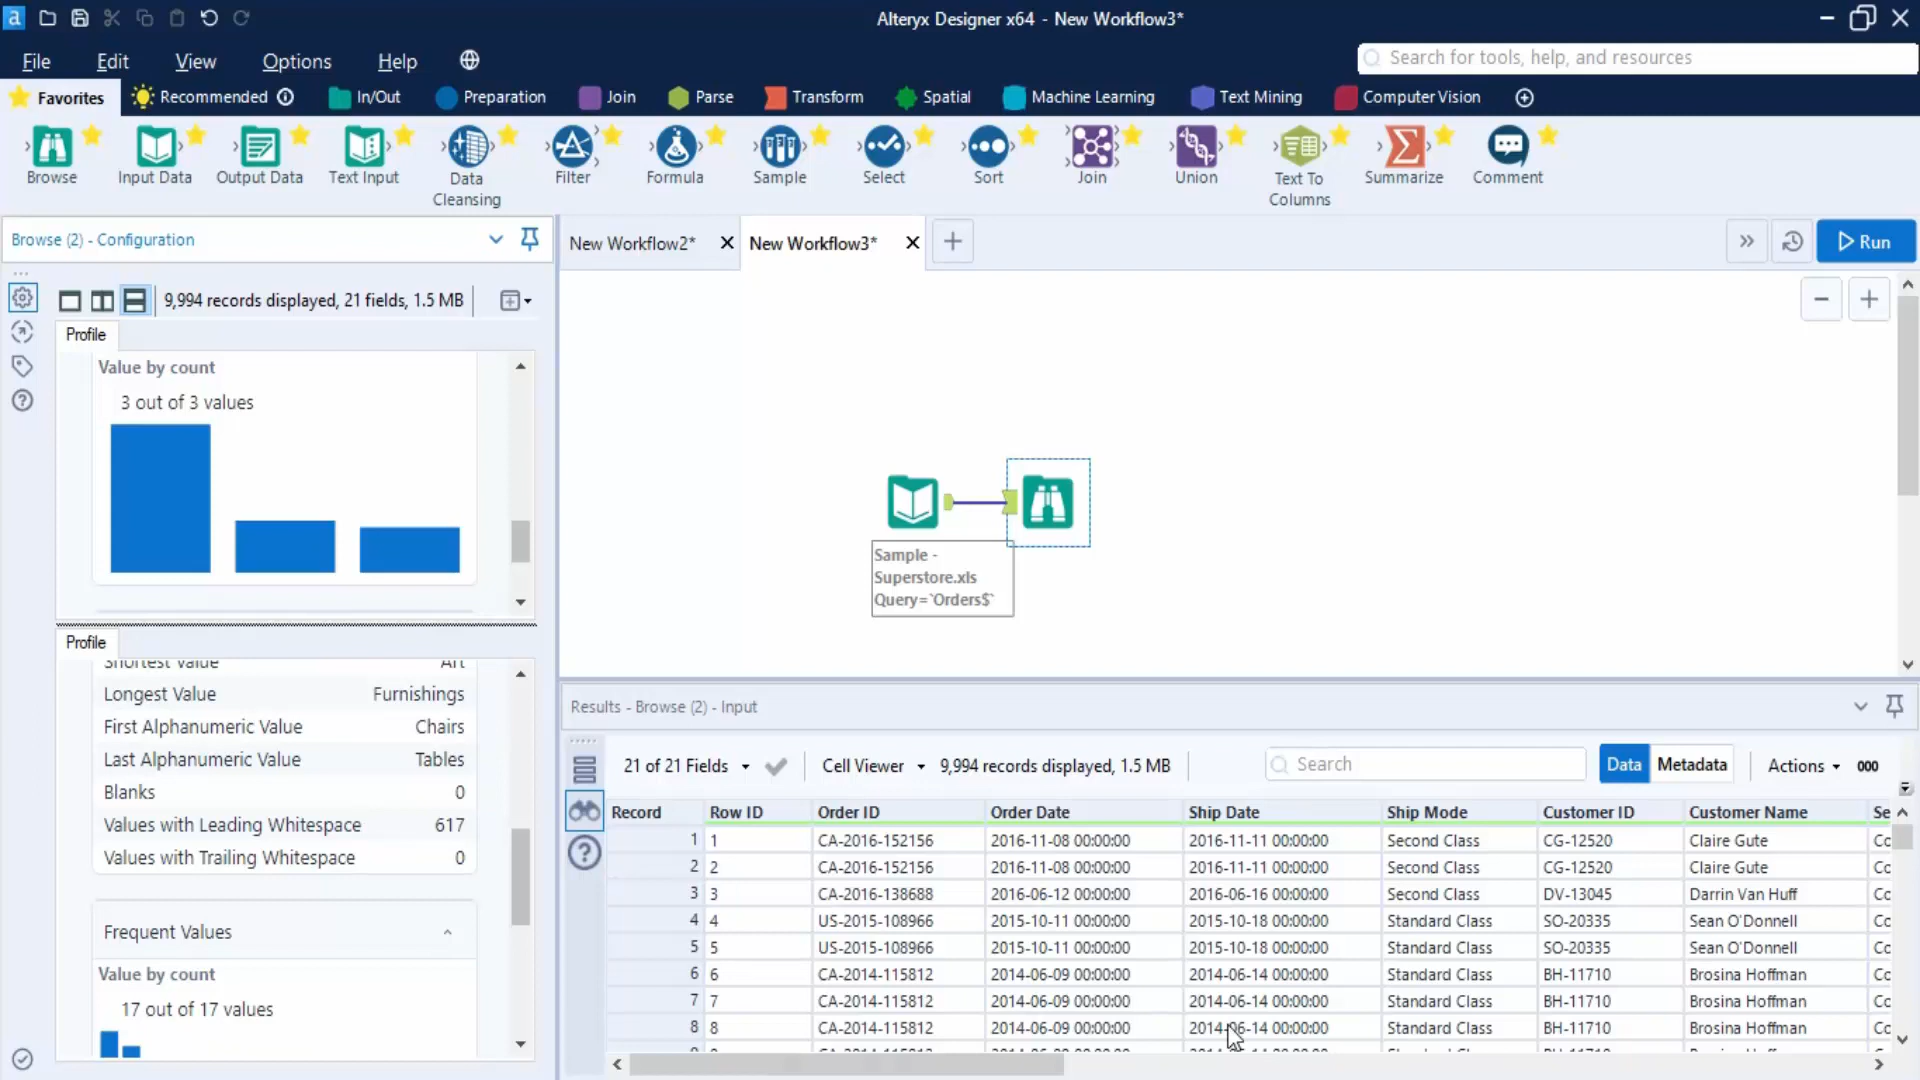 a
Alteryx Designer x64 - New Workflow3*
File Edit View Options Help
Search for tools, help, and resources
Favorites Recommended In/Out Preparation Join Parse Transform Spatial Machine Learning Text Mining Computer Vision
Browse Input Data Output Data Text Input Data Cleansing Filter Formula Sample Select Sort Join Union Text To Columns Summarize Comment
Browse (2) - Configuration
New Workflow2* New Workflow3*
Run
9,994 records displayed, 21 fields, 1.5 MB
Profile
Value by count
3 out of 3 values
Sample -
Superstore.xls
Query=`Orders$`
Profile
Shortest Value Art
Longest Value Furnishings
First Alphanumeric Value Chairs
Last Alphanumeric Value Tables
Blanks 0
Values with Leading Whitespace 617
Values with Trailing Whitespace 0
Frequent Values
Value by count
17 out of 17 values
Results - Browse (2) - Input
21 of 21 Fields Cell Viewer 9,994 records displayed, 1.5 MB Search Data Metadata Actions 000
Record Row ID Order ID Order Date Ship Date Ship Mode Customer ID Customer Name Se
1 1 CA-2016-152156 2016-11-08 00:00:00 2016-11-11 00:00:00 Second Class CG-12520 Claire Gute Cc
2 2 CA-2016-152156 2016-11-08 00:00:00 2016-11-11 00:00:00 Second Class CG-12520 Claire Gute Cc
3 3 CA-2016-138688 2016-06-12 00:00:00 2016-06-16 00:00:00 Second Class DV-13045 Darrin Van Huff Cc
4 4 US-2015-108966 2015-10-11 00:00:00 2015-10-18 00:00:00 Standard Class SO-20335 Sean O'Donnell Cc
5 5 US-2015-108966 2015-10-11 00:00:00 2015-10-18 00:00:00 Standard Class SO-20335 Sean O'Donnell Cc
6 6 CA-2014-115812 2014-06-09 00:00:00 2014-06-14 00:00:00 Standard Class BH-11710 Brosina Hoffman Cc
7 7 CA-2014-115812 2014-06-09 00:00:00 2014-06-14 00:00:00 Standard Class BH-11710 Brosina Hoffman Cc
8 8 CA-2014-115812 2014-06-09 00:00:00 2014-06-14 00:00:00 Standard Class BH-11710 Brosina Hoffman Cc